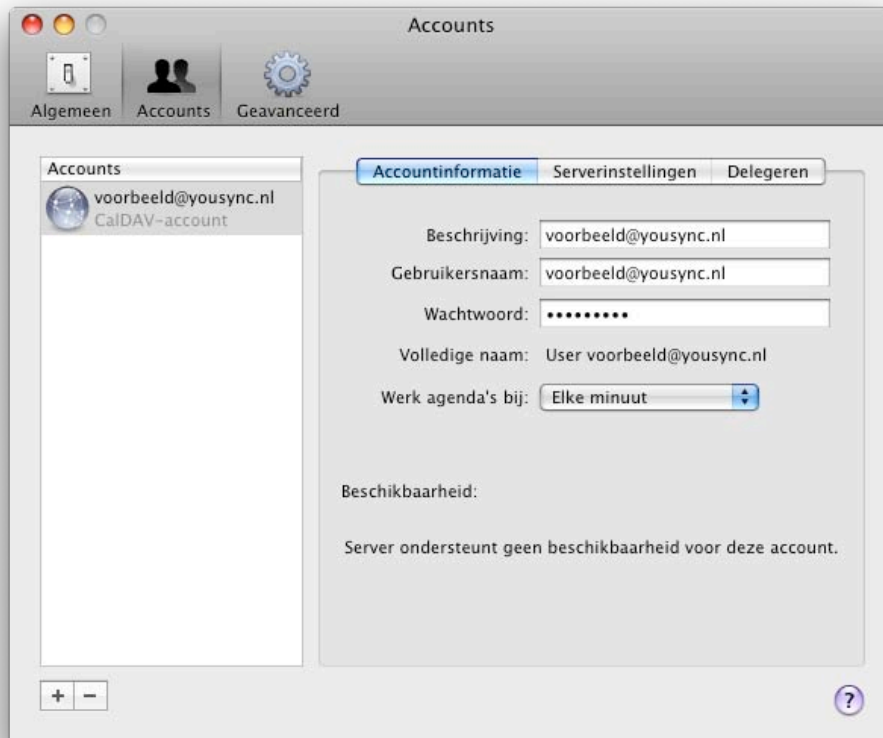 Accounts
Algemeen Accounts Geavanceerd
Accounts
voorbeeld@yousync.nl
CalDAV-account
Accountinformatie Serverinstellingen Delegeren
Beschrijving: voorbeeld@yousync.nl
Gebruikersnaam: voorbeeld@yousync.nl
Wachtwoord: •••••••••
Volledige naam: User voorbeeld@yousync.nl
Werk agenda's bij: Elke minuut
Beschikbaarheid:
Server ondersteunt geen beschikbaarheid voor deze account.
+ − ?